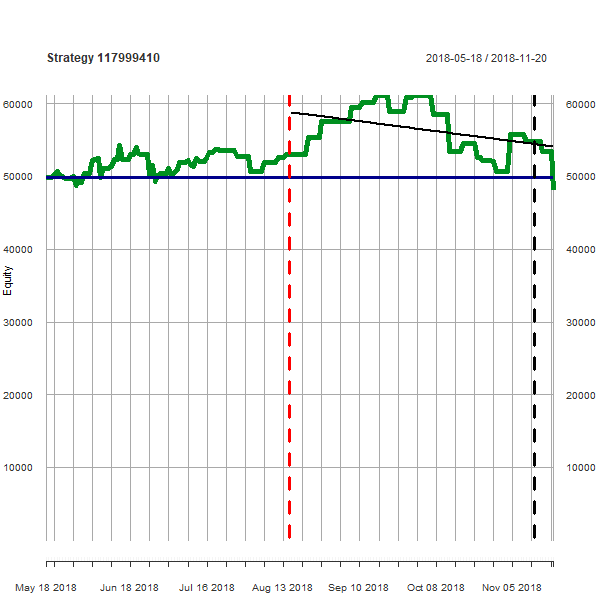 Strategy 117999410
2018-05-18 / 2018-11-20
60000
60000
50000
50000
40000
40000
Equity
30000
30000
20000
20000
10000
10000
May 18 2018
Jun 18 2018
Jul 16 2018
Aug 13 2018
Sep 10 2018
Oct 08 2018
Nov 05 2018